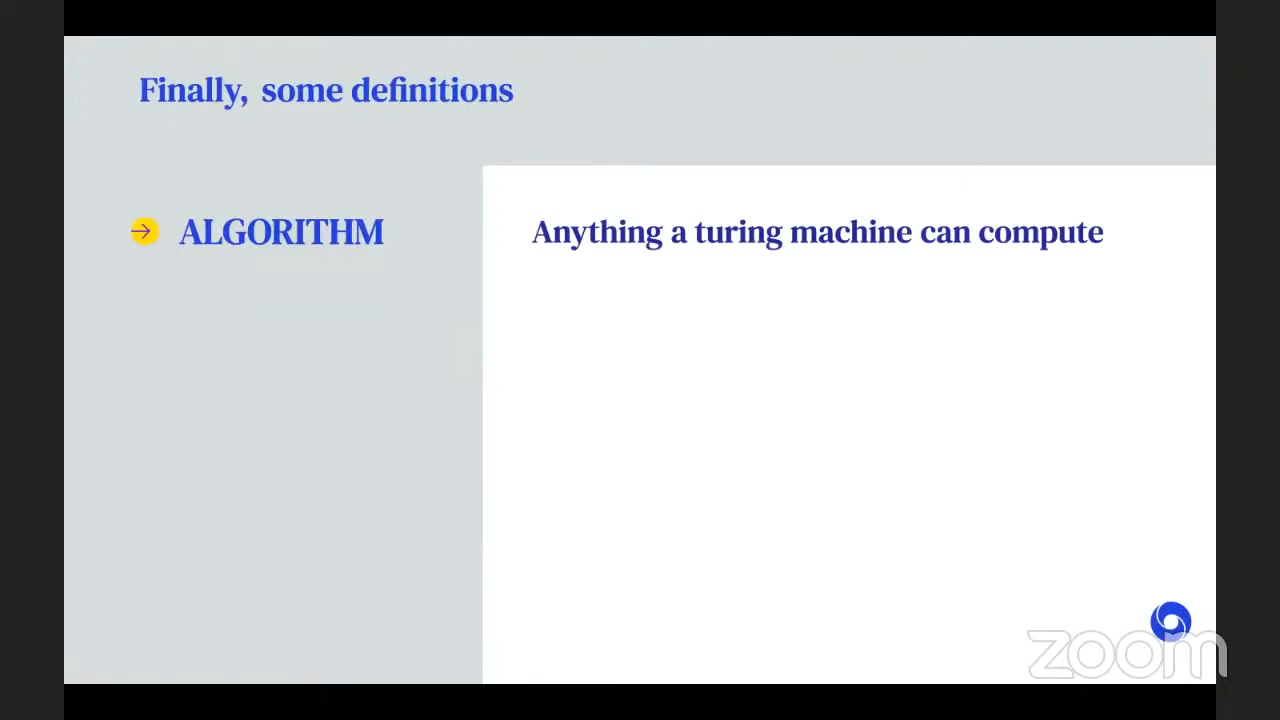 Finally, some definitions
ALGORITHM
Anything a turing machine can compute
zoom